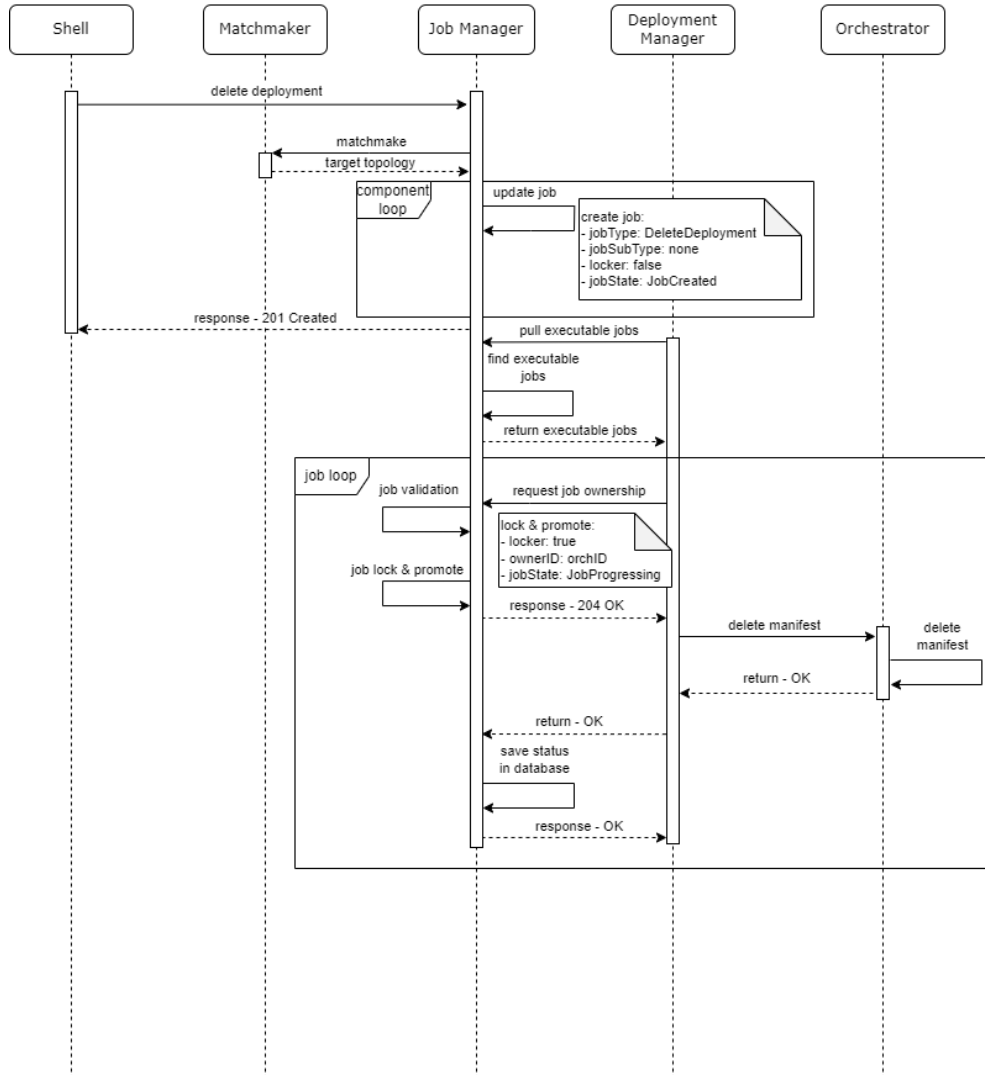 Shell
Matchmaker
Job Manager
Deployment
Manager
Orchestrator
delete deployment
matchmake
target topology
component
loop
update job
create job:
- jobType: DeleteDeployment
- jobSubType: none
- locker: false
- jobState: JobCreated
response - 201 Created
pull executable jobs
find executable
jobs
return executable jobs
job loop
job validation
request job ownership
lock & promote:
- locker: true
- ownerID: orchID
- jobState: JobProgressing
job lock & promote
response - 204 OK
delete manifest
delete
manifest
return - OK
return - OK
save status
in database
response - OK